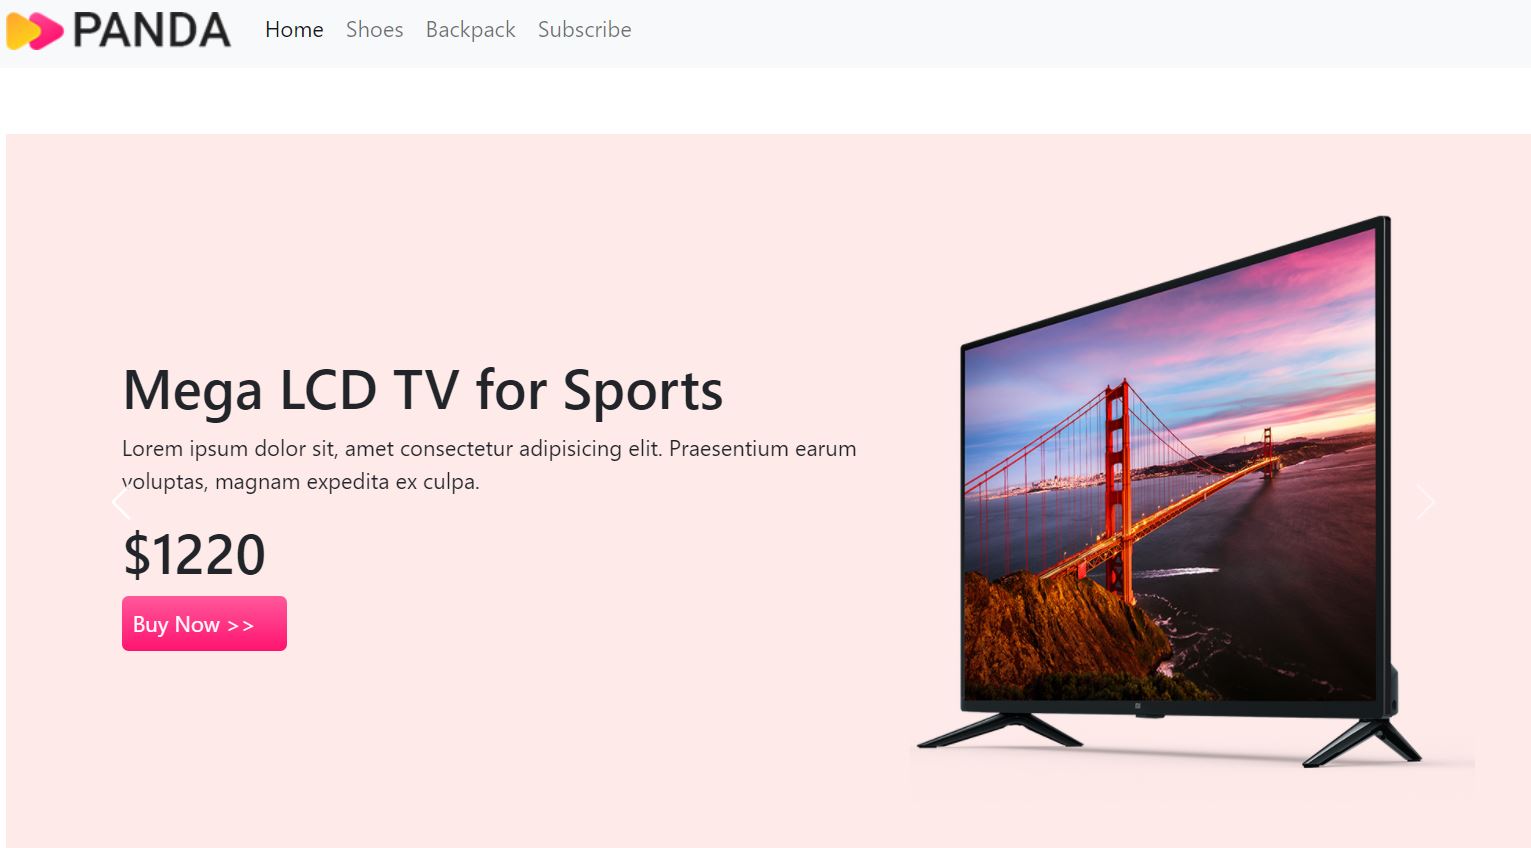 PANDA
Home Shoes Backpack Subscribe
Mega LCD TV for Sports
Lorem ipsum dolor sit, amet consectetur adipisicing elit. Praesentium earum
voluptas, magnam expedita ex culpa.
$1220
Buy Now >>